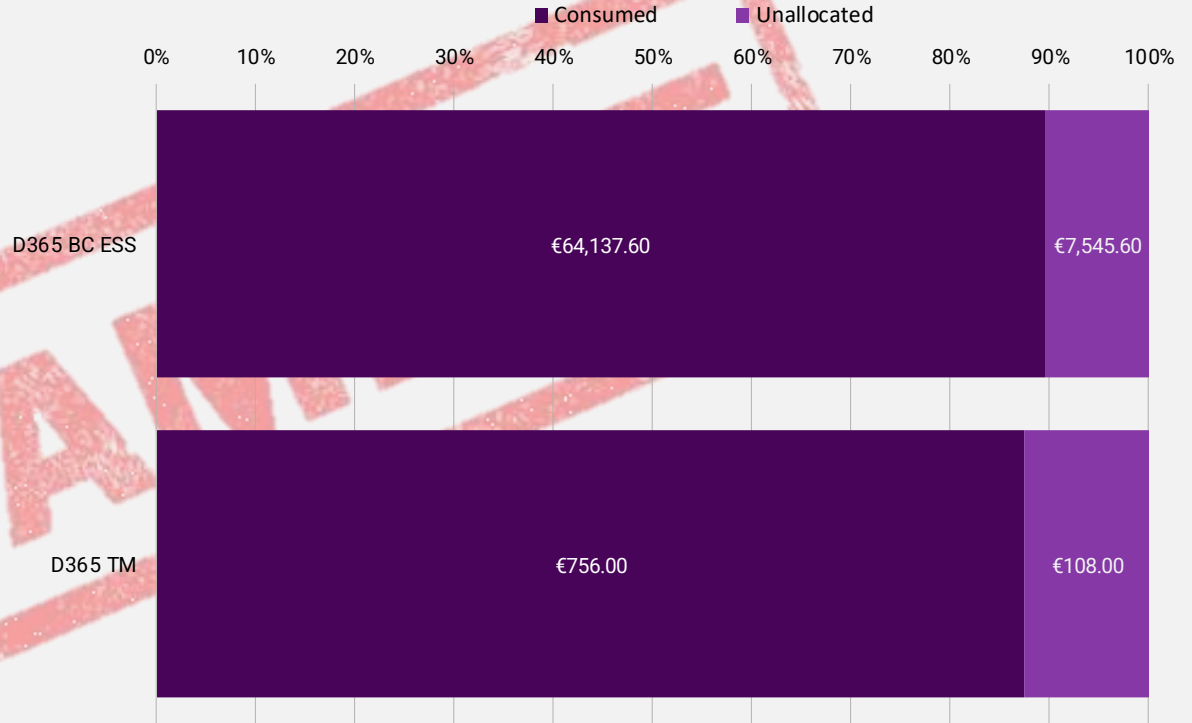 Consumed Unallocated
0% 10% 20% 30% 40% 50% 60% 70% 80% 90% 100%
D365 BC ESS €64,137.60 €7,545.60
D365 TM €756.00 €108.00